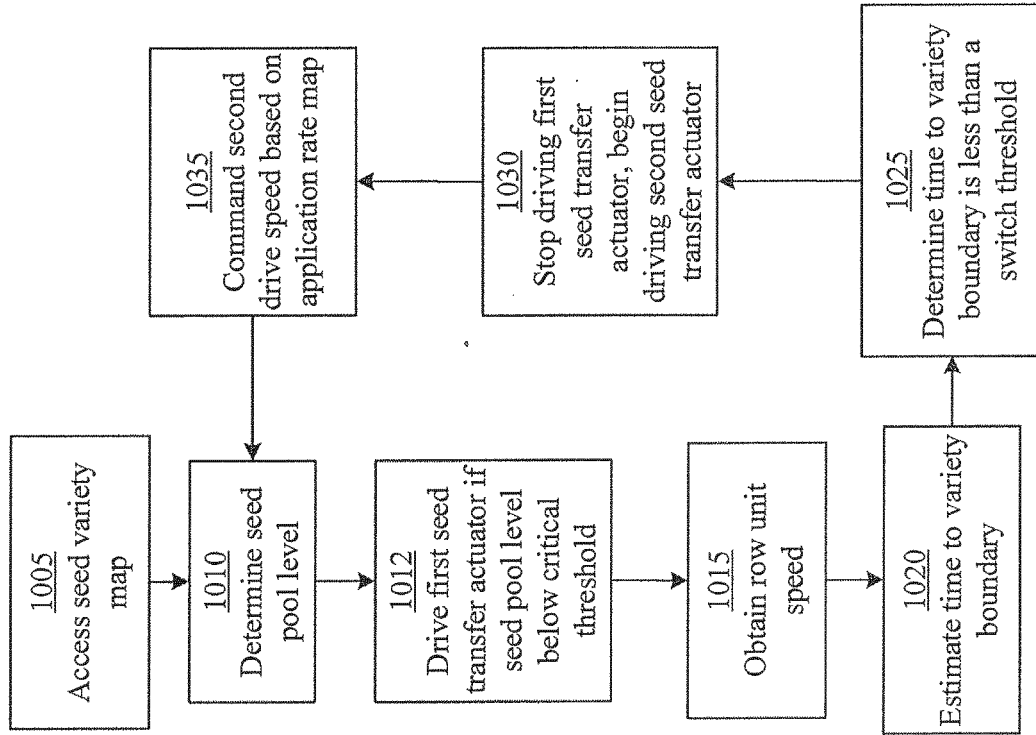 1005
Access seed variety
map
1010
Determine seed
pool level
1012
Drive first seed
transfer actuator if
seed pool level
below critical
threshold
1015
Obtain row unit
speed
1020
Estimate time to variety
boundary
1025
Determine time to variety
boundary is less than a
switch threshold
1030
Stop driving first
seed transfer
actuator, begin
driving second seed
transfer actuator
1035
Command second
drive speed based on
application rate map